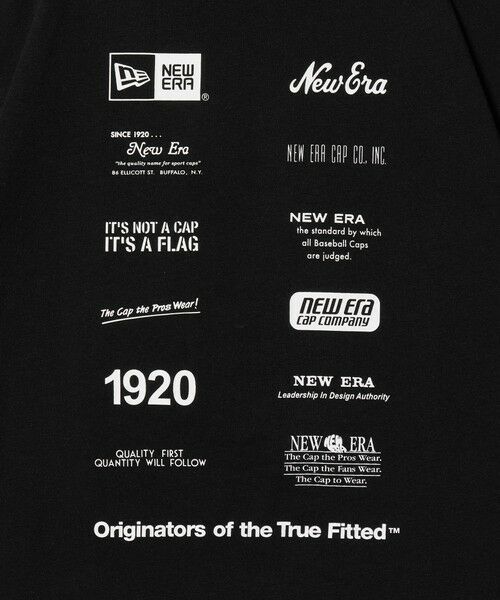 NEW
ERA®
New Era
SINCE 1920 . . .
New Era
"the quality name for sport caps"
86 ELLICOTT ST. BUFFALO, N.Y.
NEW ERA CAP CO., INC.
IT'S NOT A CAP
IT'S A FLAG
NEW ERA
the standard by which
all Baseball Caps
are judged.
The Cap the Pros Wear!
new era
cap company
1920
NEW ERA
Leadership In Design Authority
QUALITY FIRST
QUANTITY WILL FOLLOW
NEW ERA
The Cap the Pros Wear.
The Cap the Fans Wear.
The Cap to Wear.
Originators of the True Fitted™